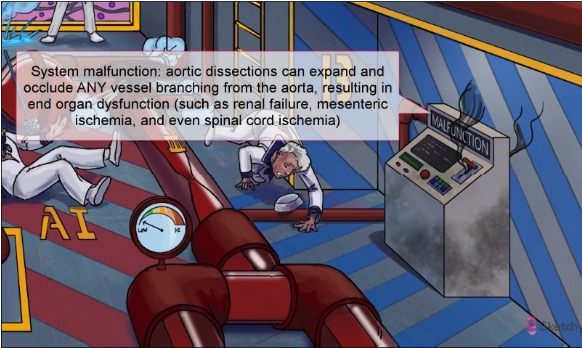 System malfunction: aortic dissections can expand and
occlude ANY vessel branching from the aorta, resulting in
end organ dysfunction (such as renal failure, mesenteric
ischemia, and even spinal cord ischemia)
MALFUNCTION
AI
LOW
HI
Sketchy